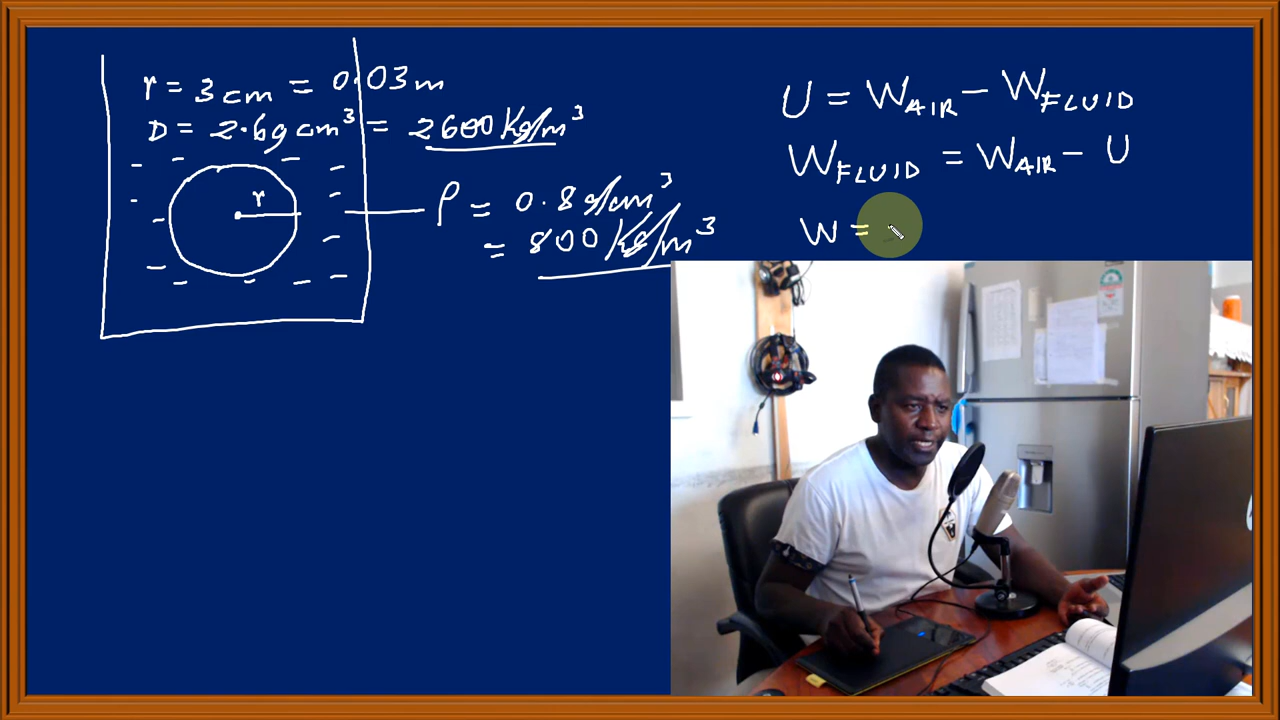 r = 3 cm = 0.03 m
D = 2.6g cm³ = 2600 Kg/m³
r
ρ = 0.8 g/cm³
= 800 Kg/m³
U = W_AIR − W_FLUID
W_FLUID = W_AIR − U
W =